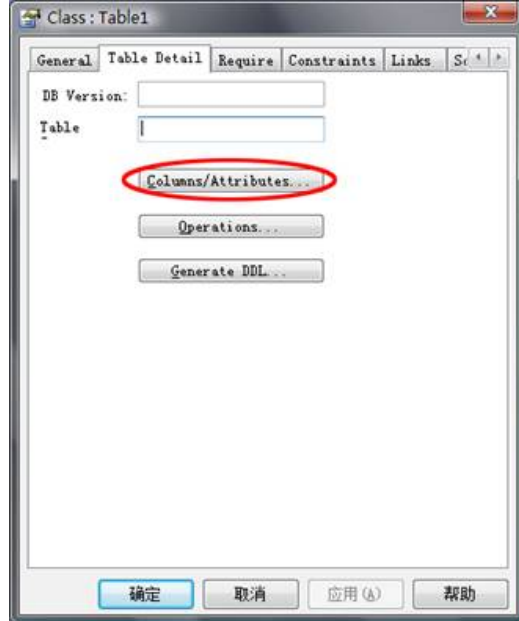 Class : Table1
General Table Detail Require Constraints Links
DB Version:
Table
Columns/Attributes...
Operations...
Generate DDL...
确定 取消 应用(A) 帮助